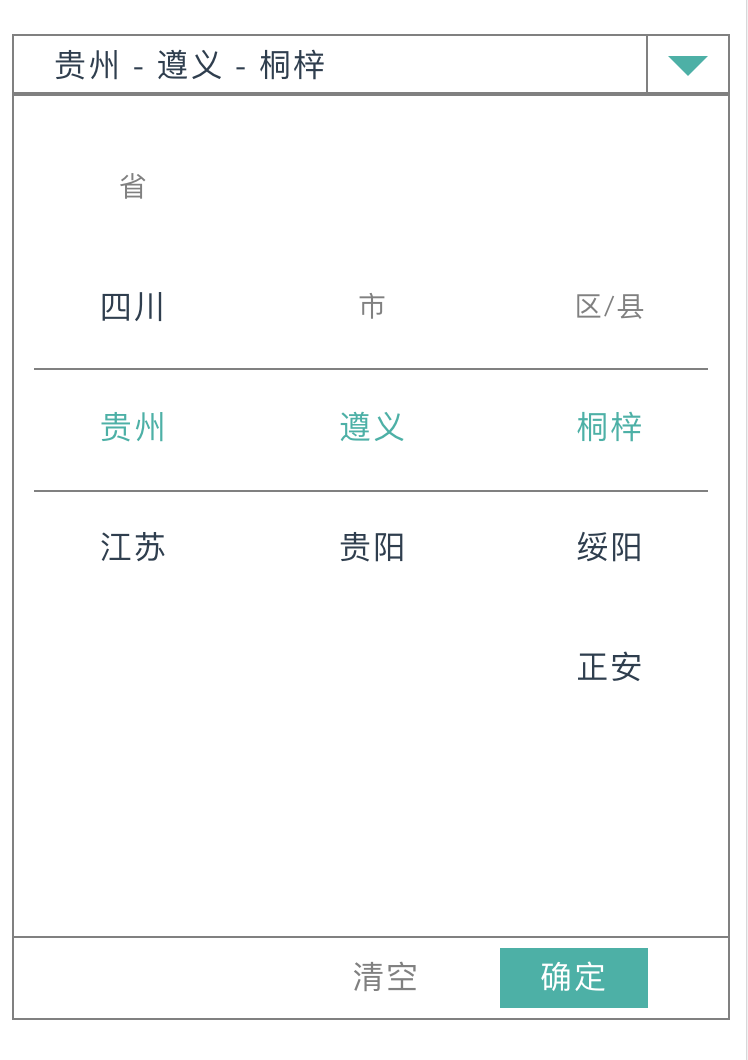 贵州 - 遵义 - 桐梓
省
四川 市 区/县
贵州 遵义 桐梓
江苏 贵阳 绥阳
正安
清空 确定